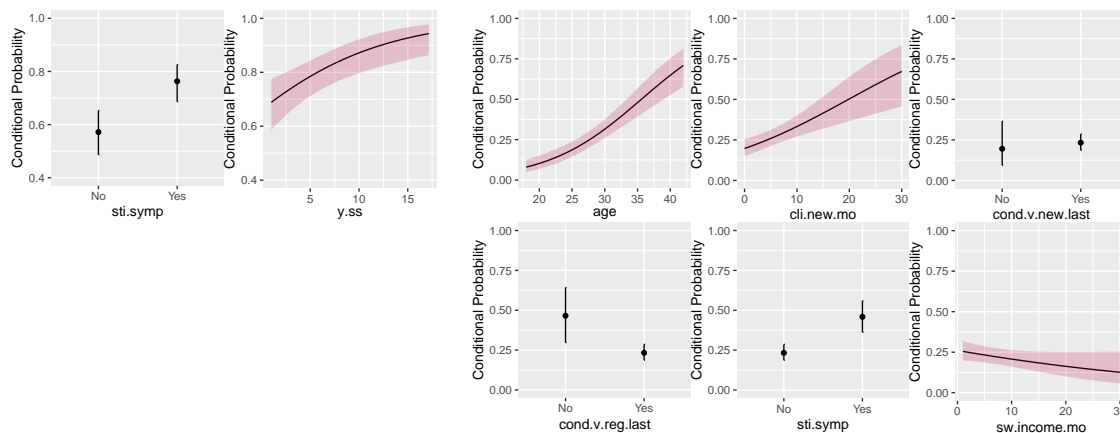 1.0
0.8
0.6
0.4
Conditional Probability
No
Yes
sti.symp
1.0
0.8
0.6
0.4
Conditional Probability
5
10
15
y.ss
1.00
0.75
0.50
0.25
0.00
Conditional Probability
20
25
30
35
40
age
1.00
0.75
0.50
0.25
0.00
Conditional Probability
0
10
20
30
cli.new.mo
1.00
0.75
0.50
0.25
0.00
Conditional Probability
No
Yes
cond.v.new.last
1.00
0.75
0.50
0.25
0.00
Conditional Probability
No
Yes
cond.v.reg.last
1.00
0.75
0.50
0.25
0.00
Conditional Probability
No
Yes
sti.symp
1.00
0.75
0.50
0.25
0.00
Conditional Probability
0
10
20
30
sw.income.mo